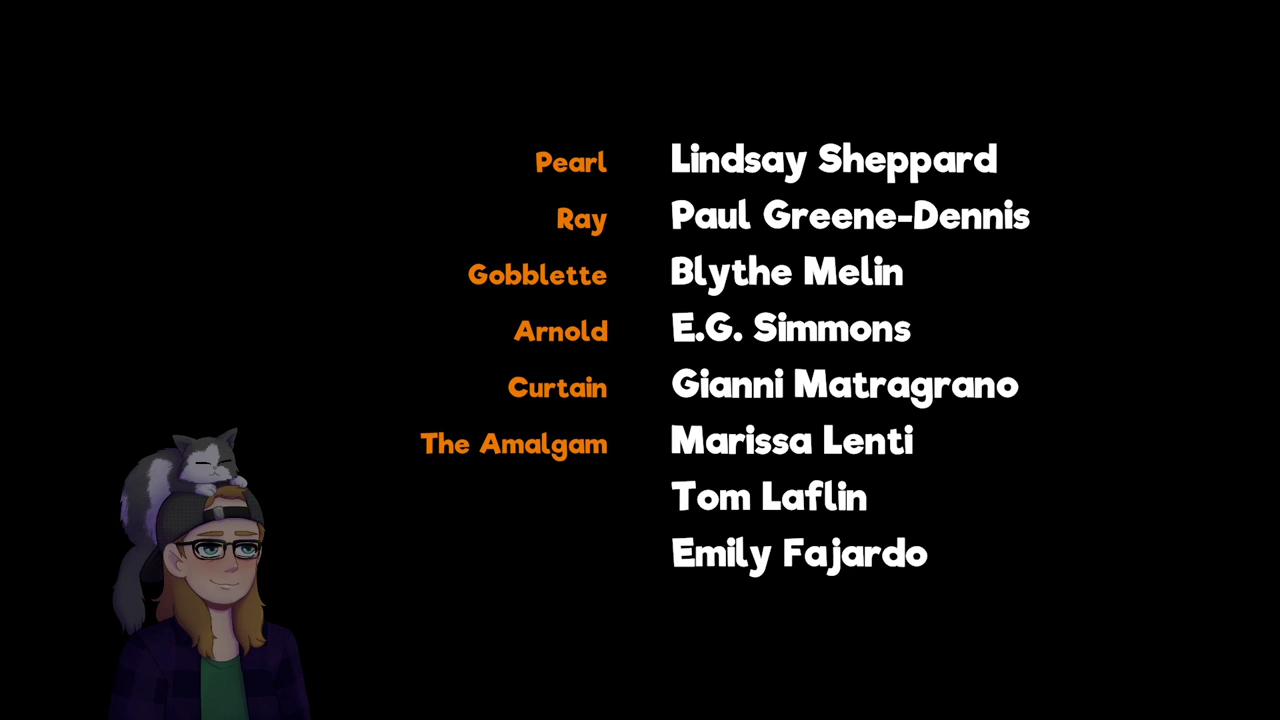 Pearl Lindsay Sheppard
Ray Paul Greene-Dennis
Gobblette Blythe Melin
Arnold E.G. Simmons
Curtain Gianni Matragrano
The Amalgam Marissa Lenti
Tom Laflin
Emily Fajardo